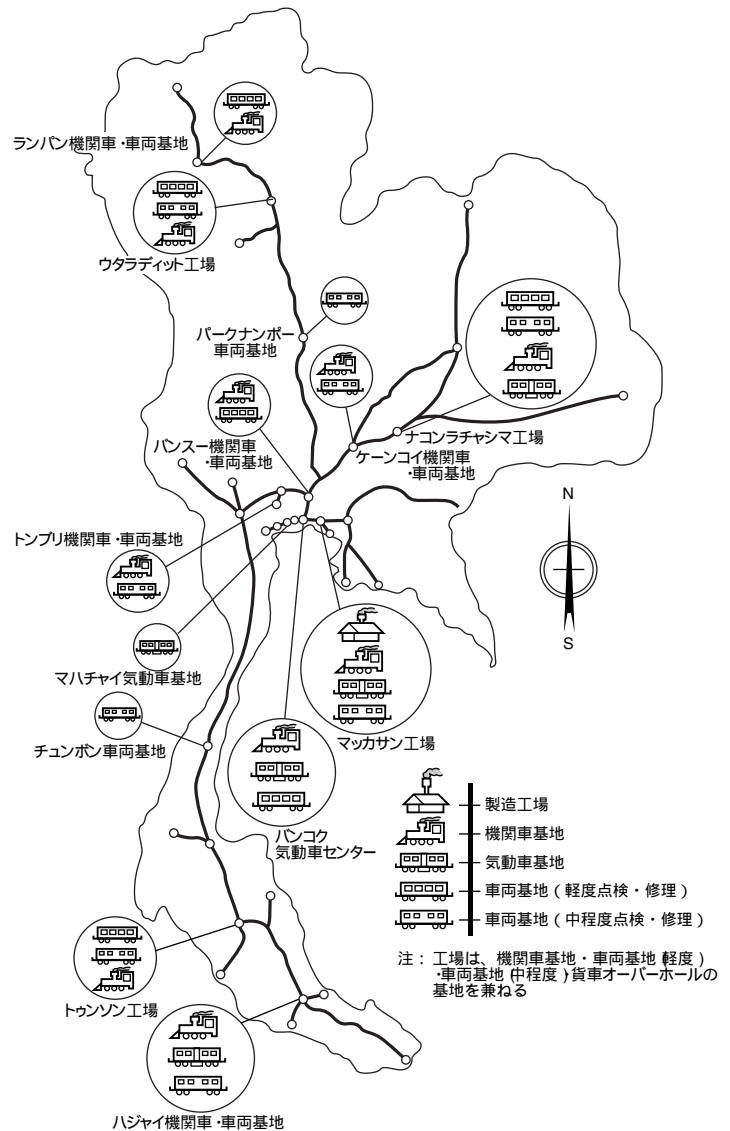 ランパン機関車・車両基地
ウタラディット工場
パークナンポー
車両基地
バンスー機関車
・車両基地
ナコンラチャシマ工場
ケーンコイ機関車
・車両基地
トンブリ機関車・車両基地
マハチャイ気動車基地
チュンポン車両基地
マッカサン工場
バンコク
気動車センター
N
S
製造工場
機関車基地
気動車基地
車両基地（軽度点検・修理）
車両基地（中程度点検・修理）
注：工場は、機関車基地・車両基地（軽度）
・車両基地（中程度）貨車オーバーホールの
基地を兼ねる
トゥンソン工場
ハジャイ機関車・車両基地